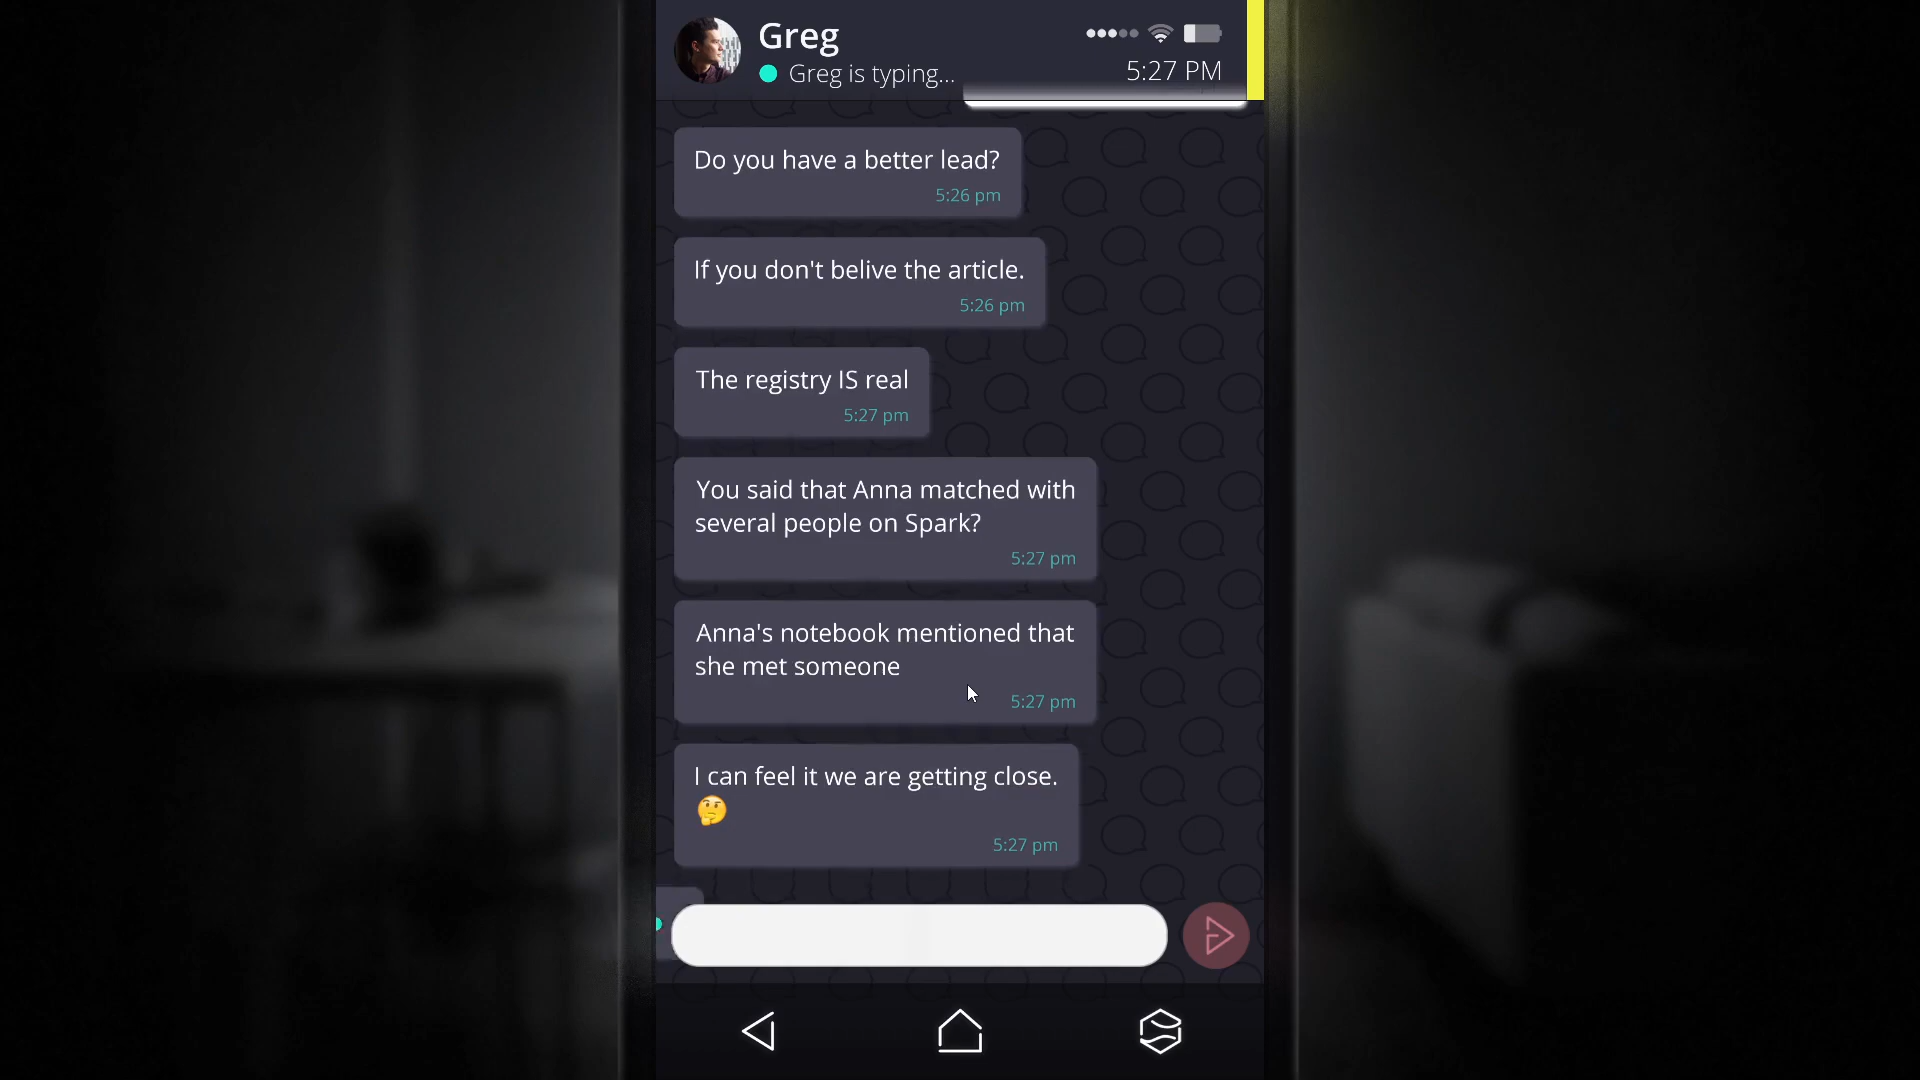 Greg
Greg is typing...
5:27 PM
Do you have a better lead?
5:26 pm
If you don't belive the article.
5:26 pm
The registry IS real
5:27 pm
You said that Anna matched with
several people on Spark?
5:27 pm
Anna's notebook mentioned that
she met someone
5:27 pm
I can feel it we are getting close.
🤔
5:27 pm